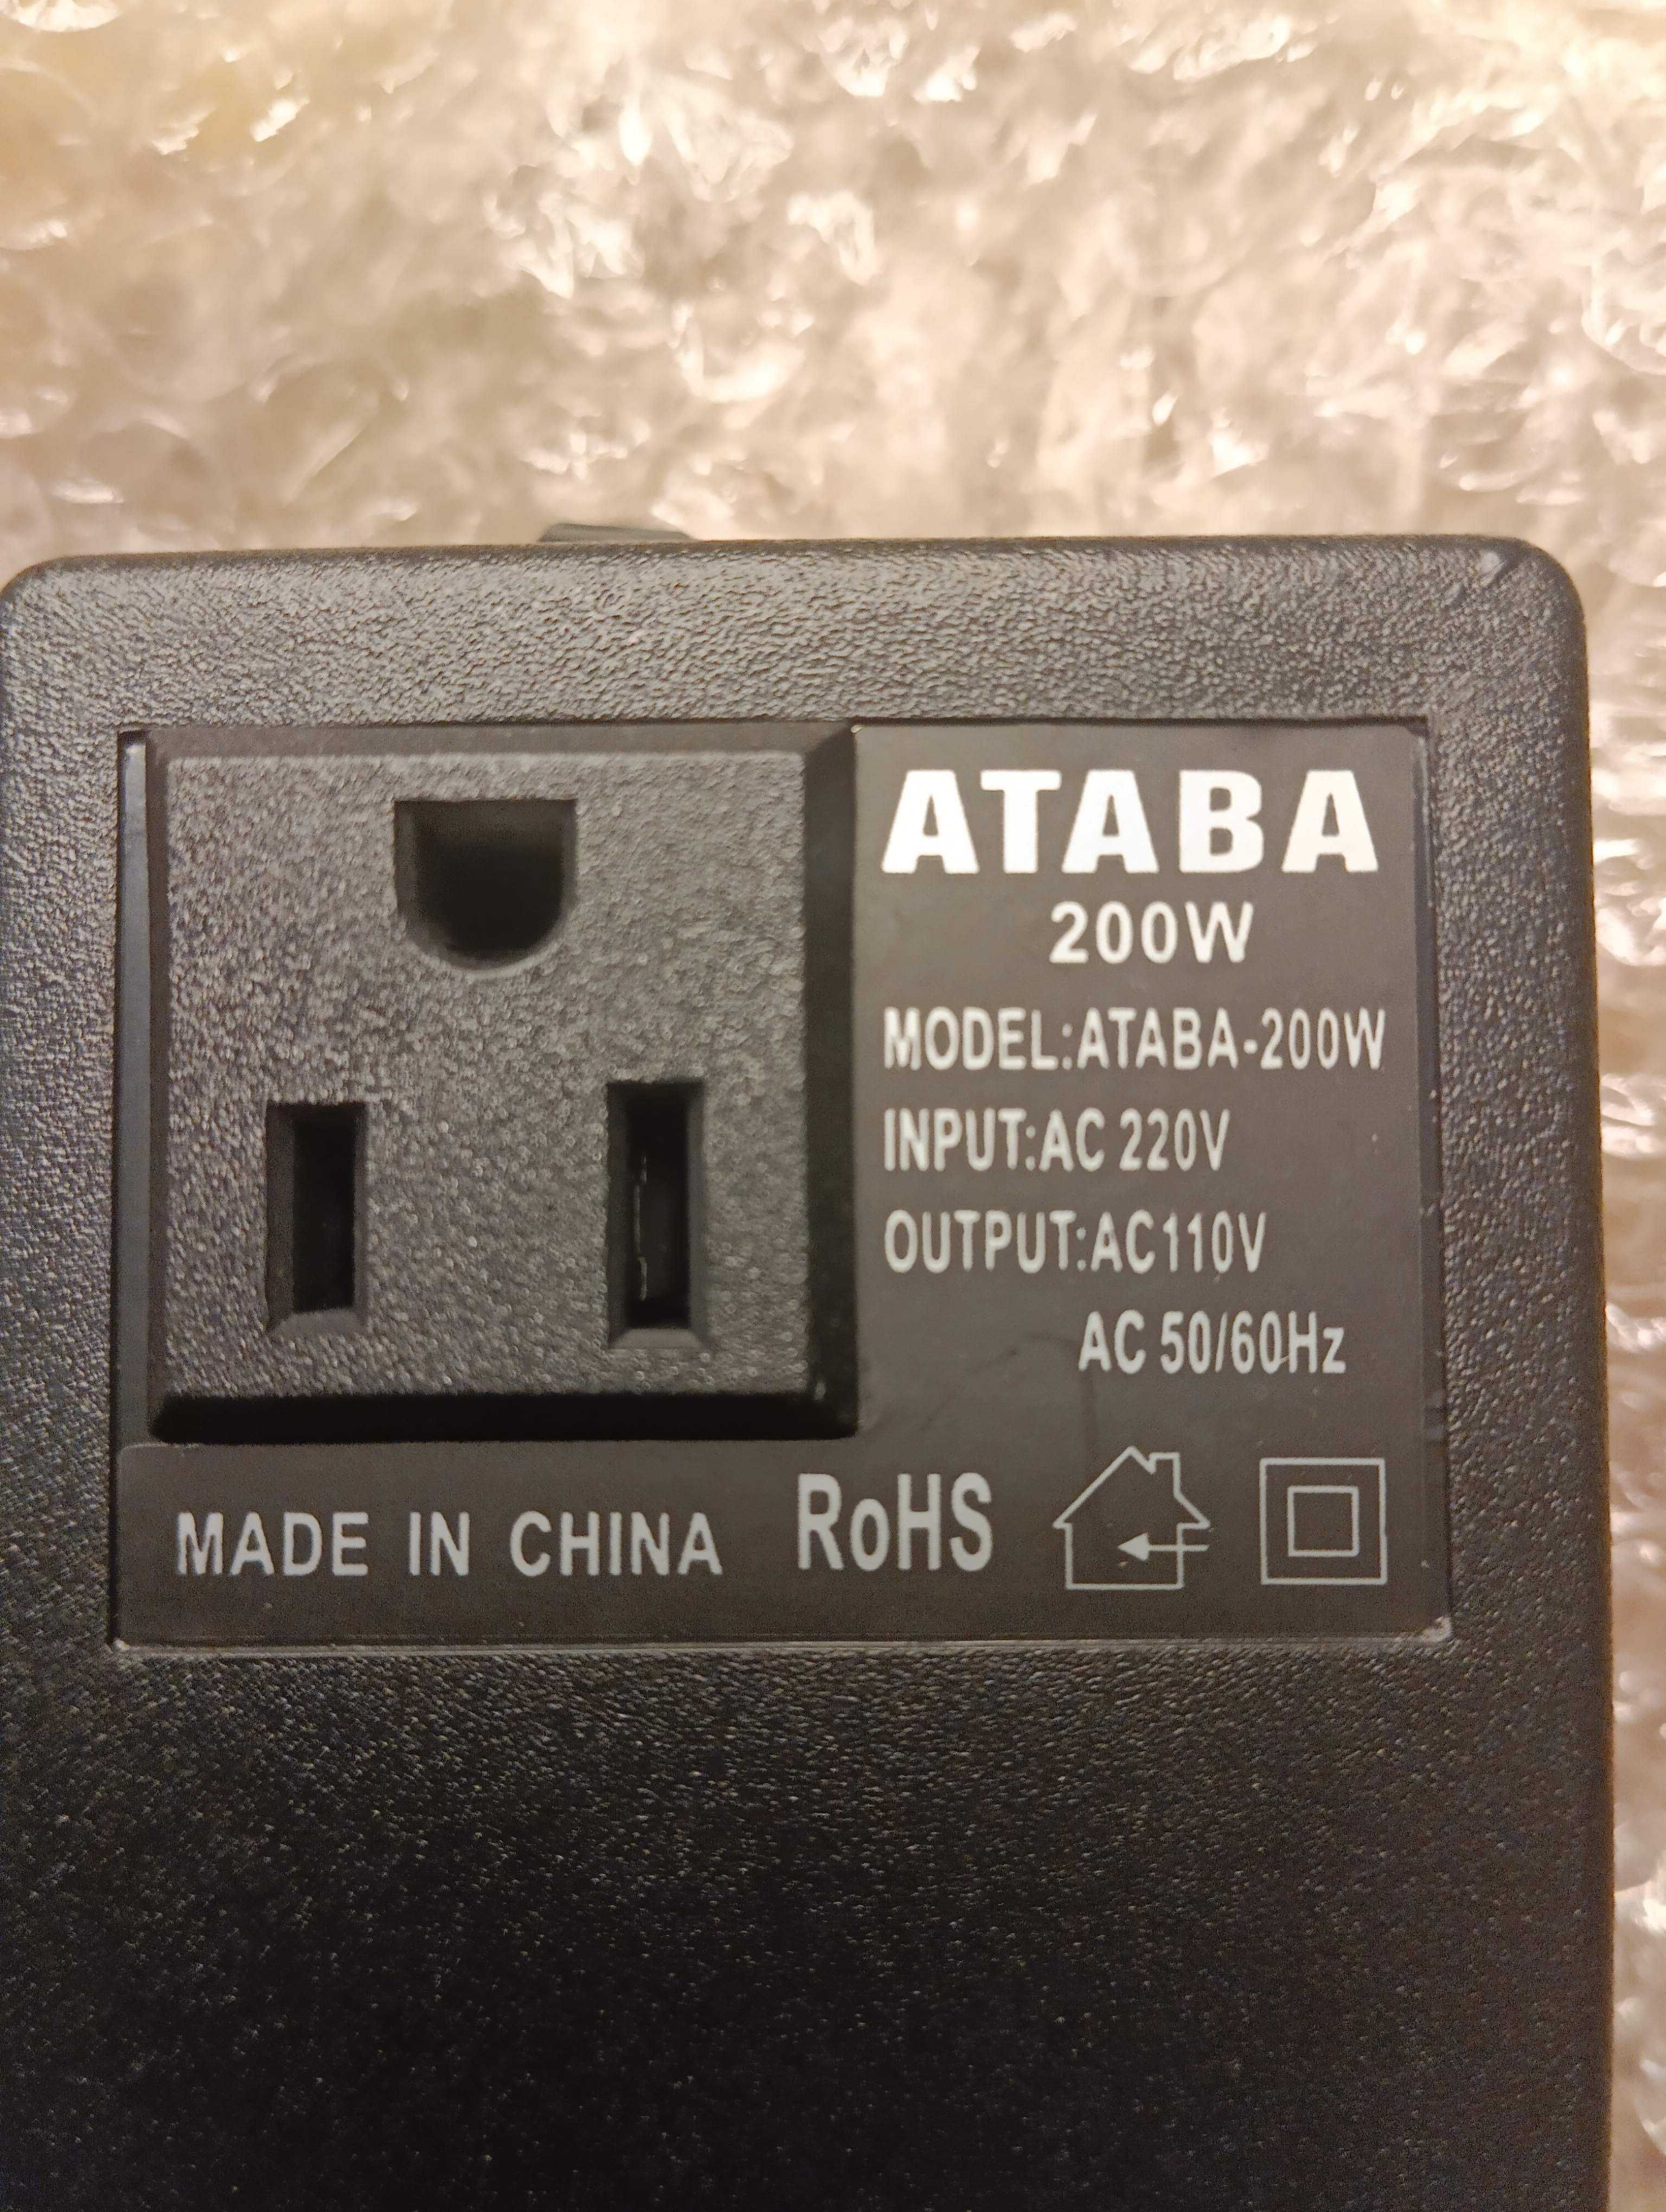 ATABA
200W
MODEL:ATABA-200W
INPUT:AC 220V
OUTPUT:AC110V
AC 50/60Hz
MADE IN CHINA RoHS